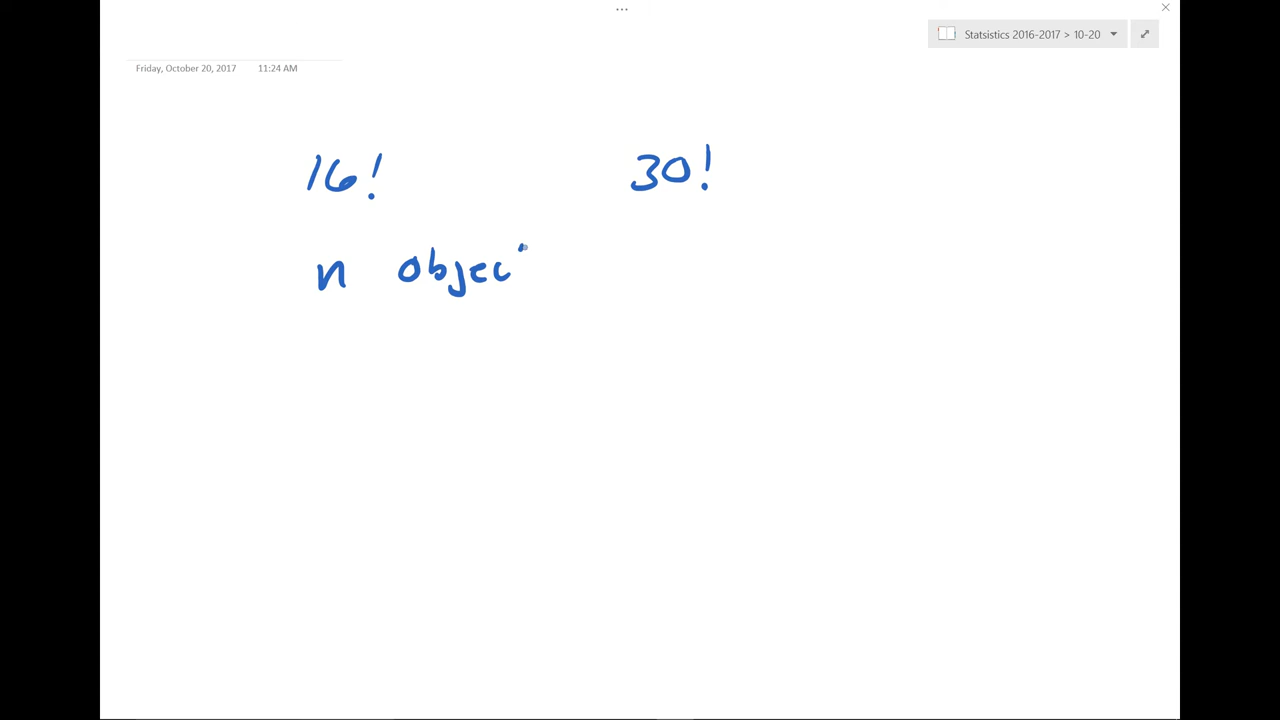 ...
Statsistics 2016-2017 > 10-20
Friday, October 20, 2017 11:24 AM
16! 30!
n objec